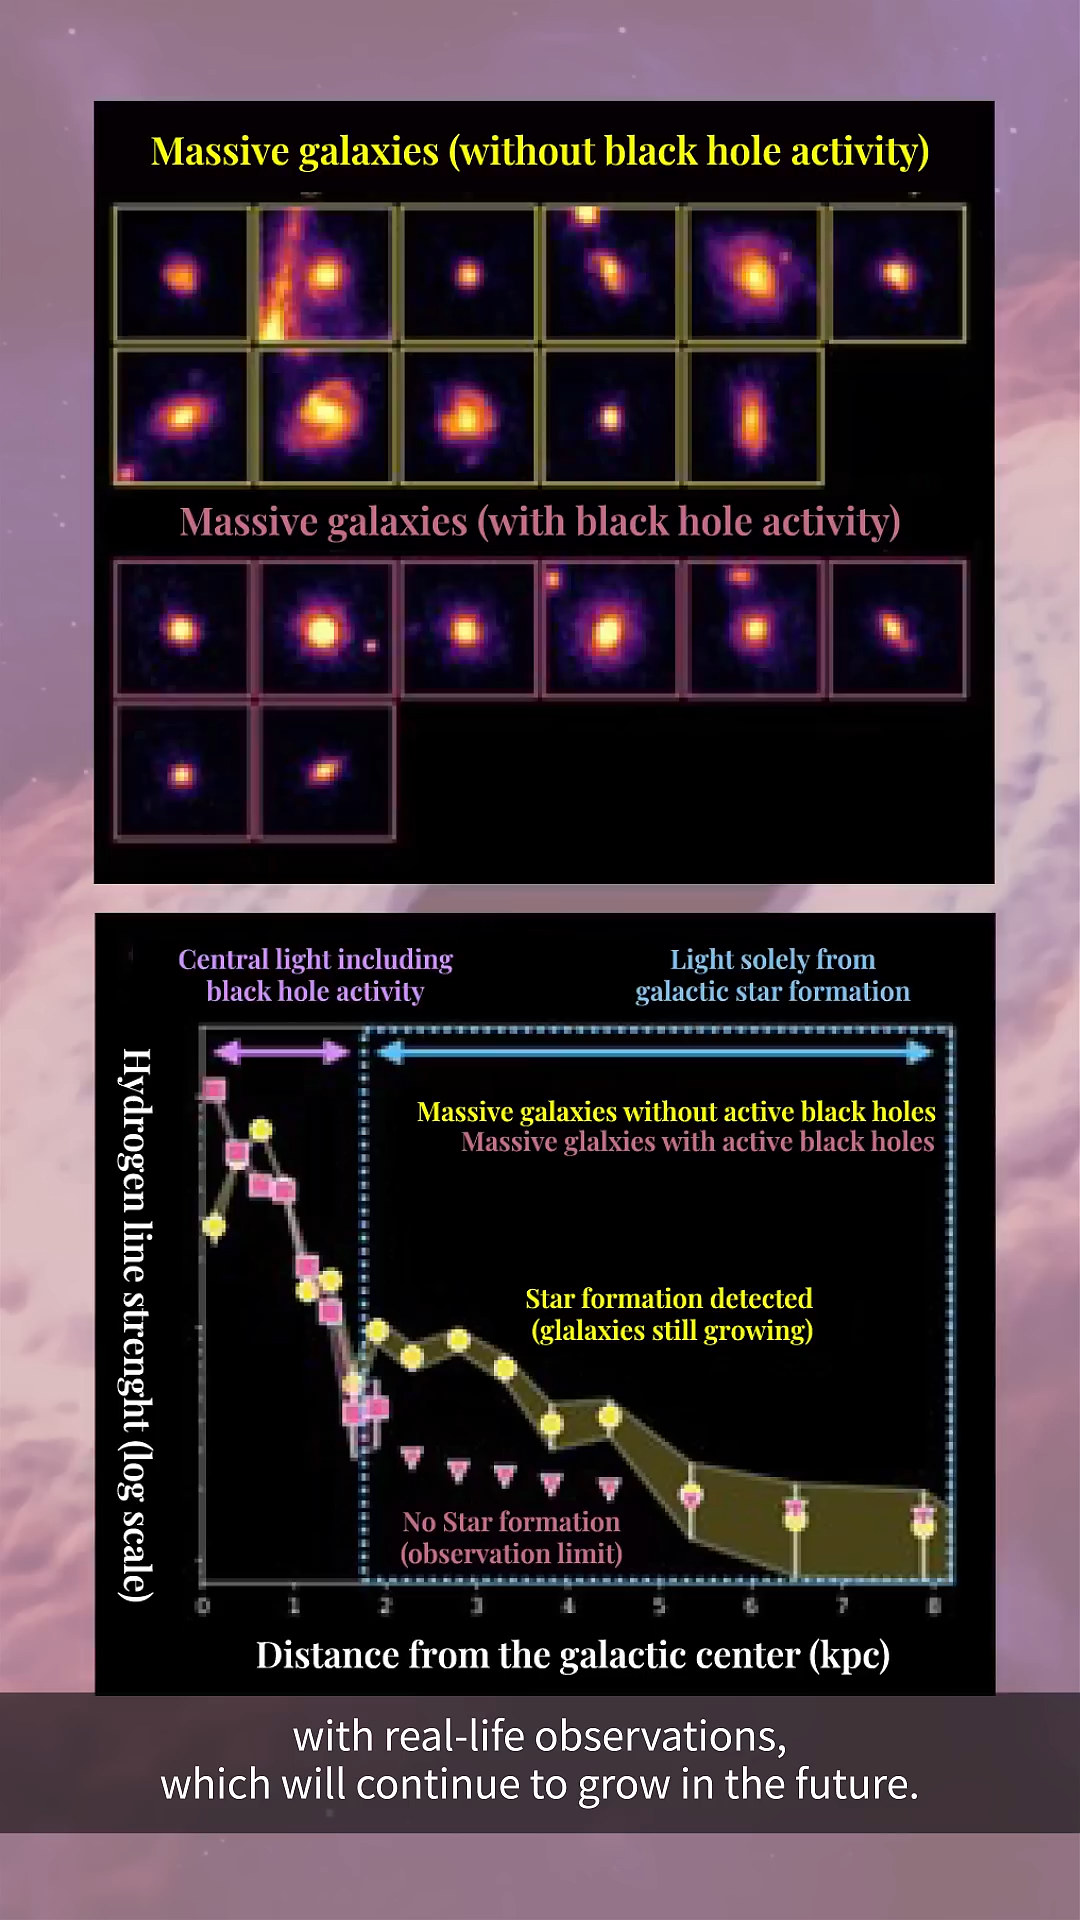 Massive galaxies (without black hole activity)
Massive galaxies (with black hole activity)
Central light including
black hole activity
Light solely from
galactic star formation
Hydrogen line strenght (log scale)
Massive galaxies without active black holes
Massive glalxies with active black holes
Star formation detected
(glalaxies still growing)
No Star formation
(observation limit)
0 1 2 3 4 5 6 7 8
Distance from the galactic center (kpc)
with real-life observations,
which will continue to grow in the future.